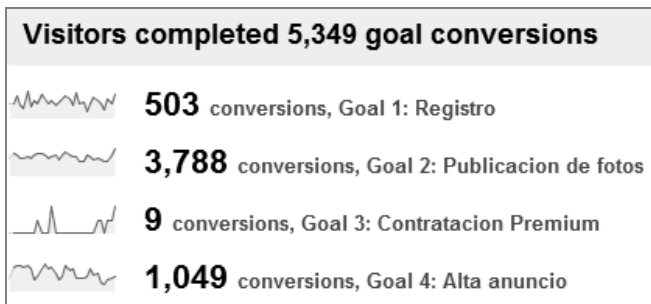 Visitors completed 5,349 goal conversions
503 conversions, Goal 1: Registro
3,788 conversions, Goal 2: Publicacion de fotos
9 conversions, Goal 3: Contratacion Premium
1,049 conversions, Goal 4: Alta anuncio